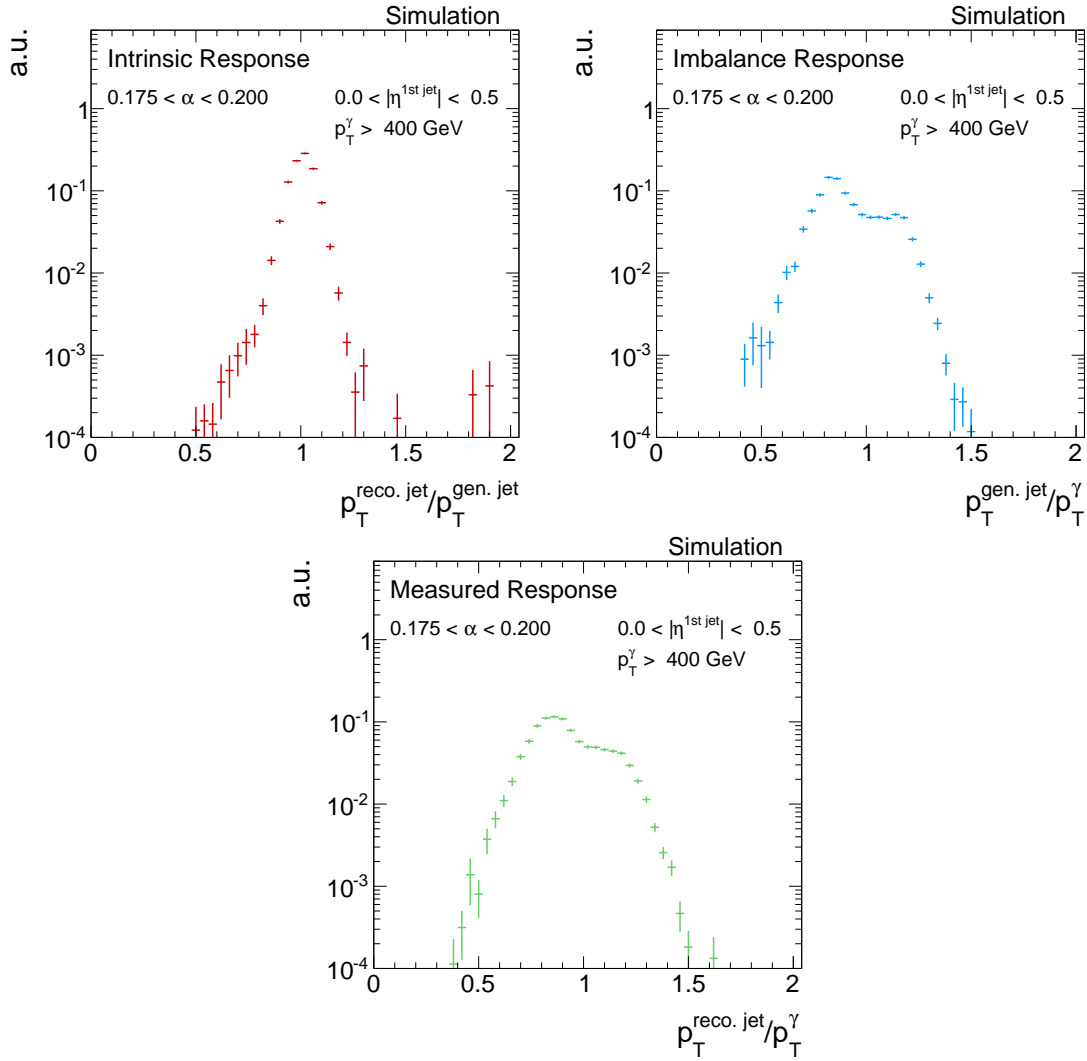 Simulation
a.u.
Intrinsic Response
0.175 < α < 0.200
0.0 < |η^{1st jet}| < 0.5
p_T^γ > 400 GeV
1
10^{-1}
10^{-2}
10^{-3}
10^{-4}
0 0.5 1 1.5 2
p_T^{reco. jet}/p_T^{gen. jet}
Simulation
a.u.
Imbalance Response
0.175 < α < 0.200
0.0 < |η^{1st jet}| < 0.5
p_T^γ > 400 GeV
1
10^{-1}
10^{-2}
10^{-3}
10^{-4}
0 0.5 1 1.5 2
p_T^{gen. jet}/p_T^γ
Simulation
a.u.
Measured Response
0.175 < α < 0.200
0.0 < |η^{1st jet}| < 0.5
p_T^γ > 400 GeV
1
10^{-1}
10^{-2}
10^{-3}
10^{-4}
0 0.5 1 1.5 2
p_T^{reco. jet}/p_T^γ